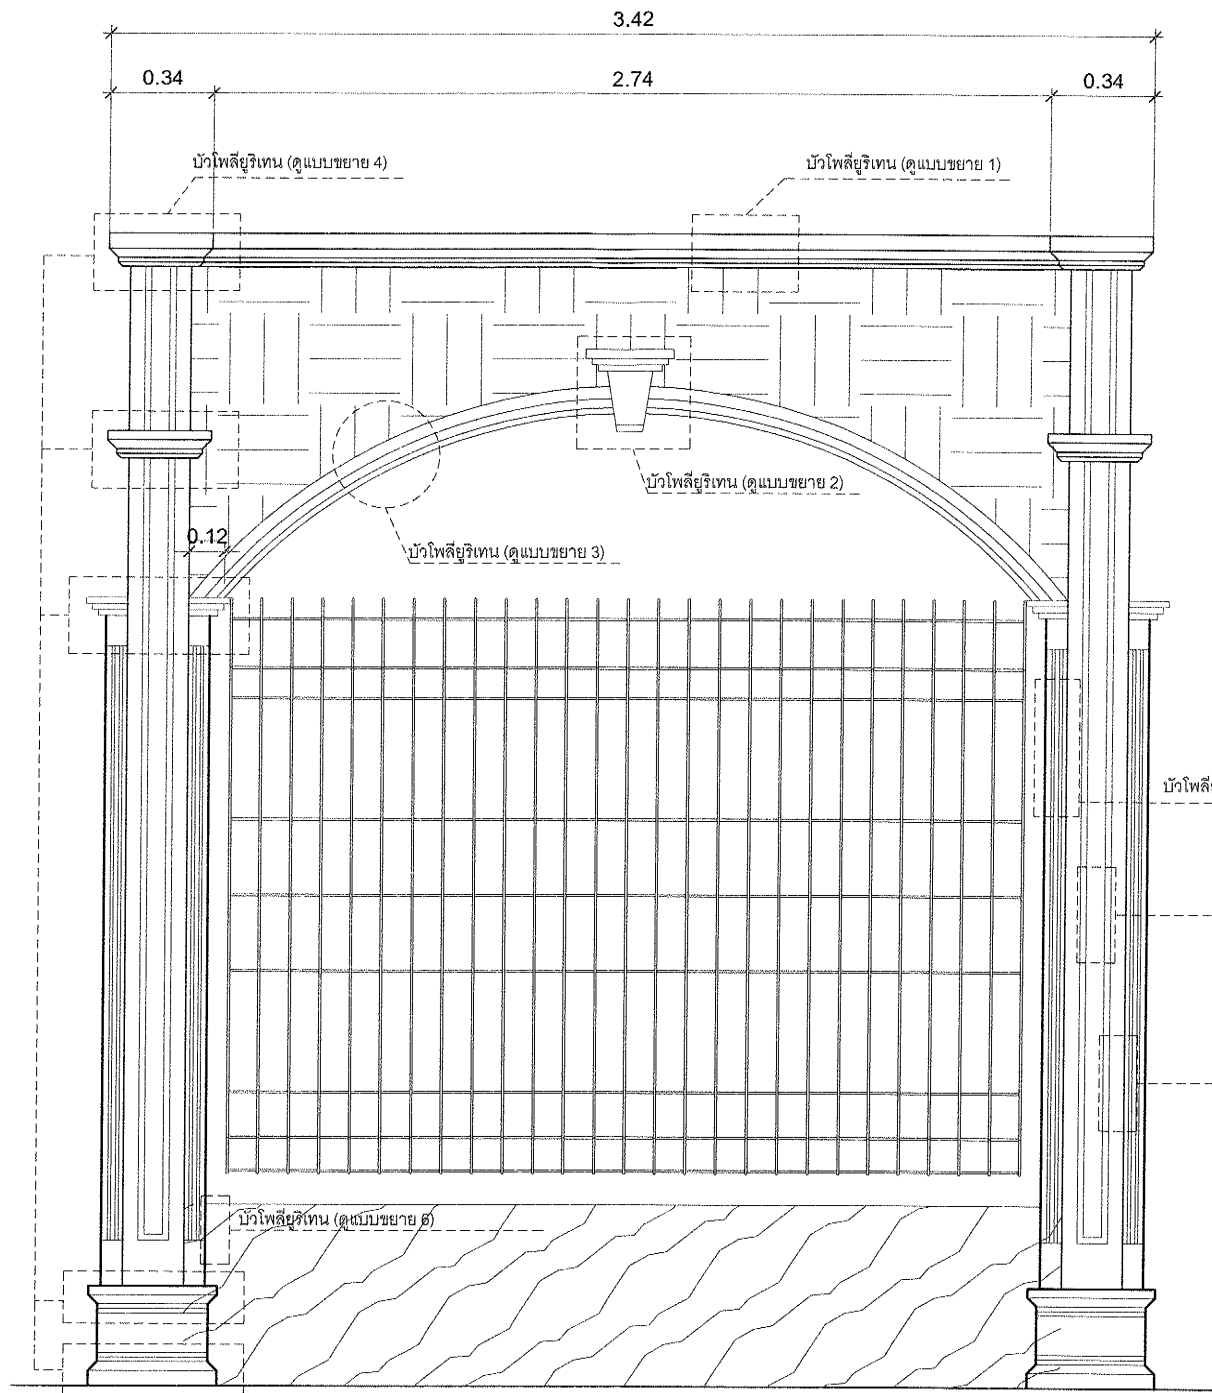 3.42
0.34 2.74 0.34
บัวโพลียูริเทน (ดูแบบขยาย 4) บัวโพลียูริเทน (ดูแบบขยาย 1)
บัวโพลียูริเทน (ดูแบบขยาย 2)
0.12
บัวโพลียูริเทน (ดูแบบขยาย 3)
บัวโพลี
บัวโพลียูริเทน (ดูแบบขยาย 6)